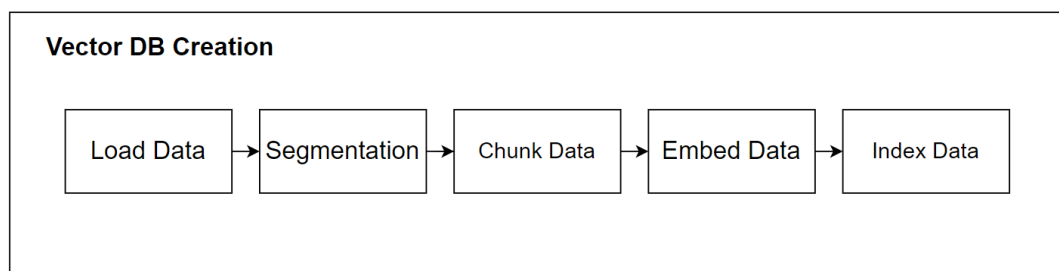 Vector DB Creation
Load Data
Segmentation
Chunk Data
Embed Data
Index Data